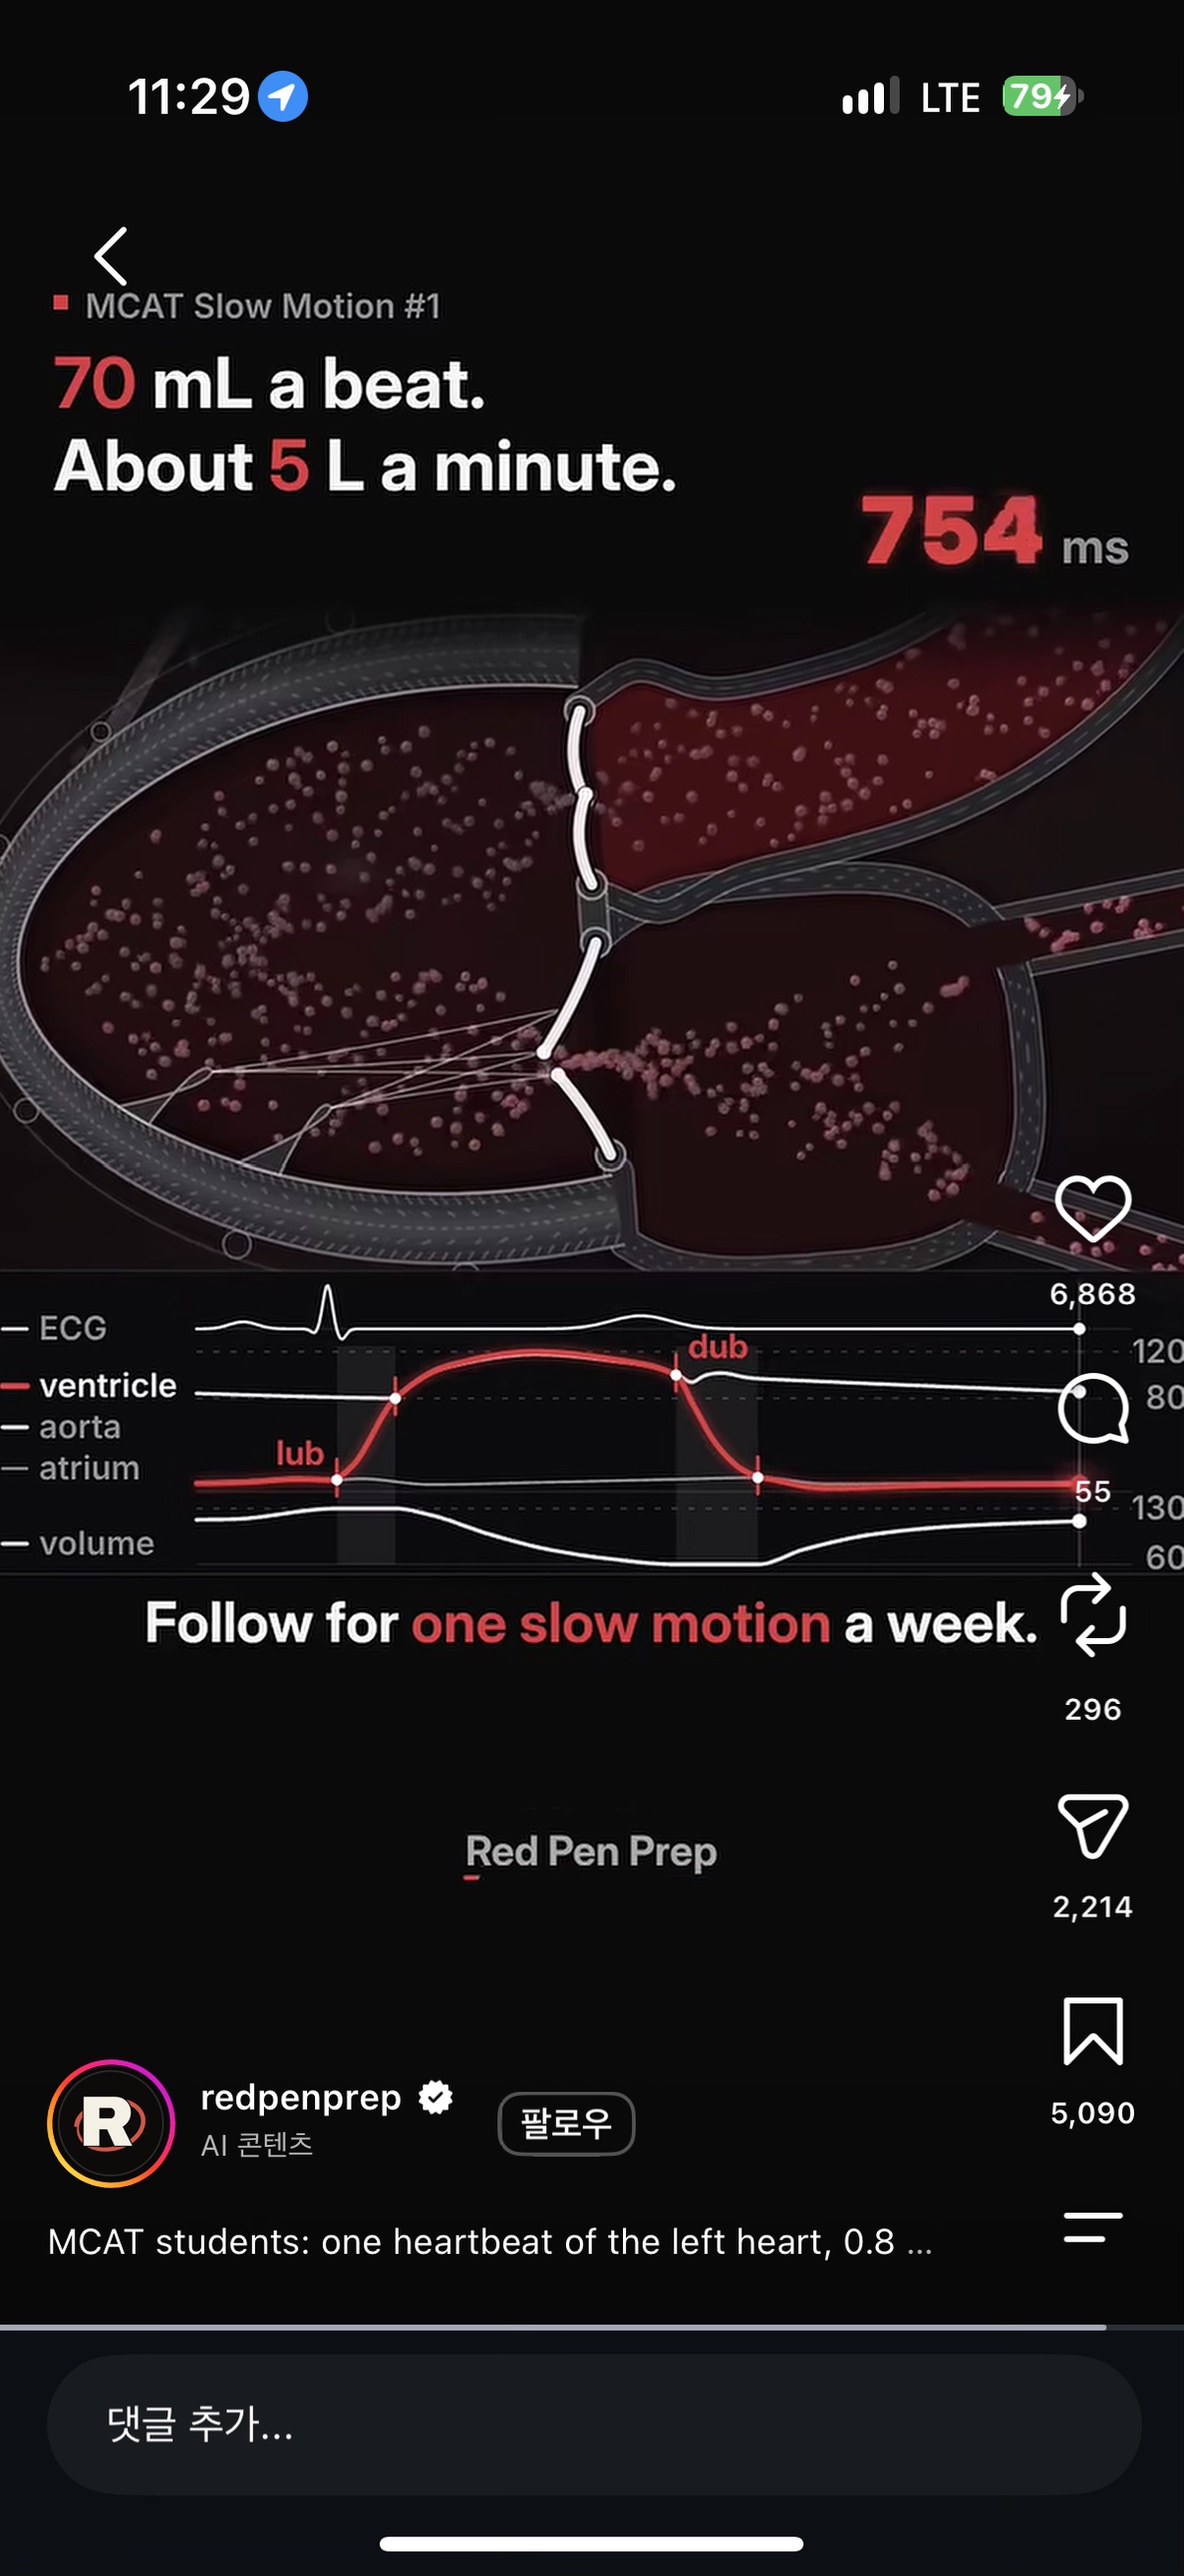 11:29
LTE
79
MCAT Slow Motion #1
70 mL a beat.
About 5 L a minute.
754 ms
6,868
ECG
120
dub
ventricle
80
aorta
lub
atrium
55
130
volume
60
Follow for one slow motion a week.
296
Red Pen Prep
2,214
R
redpenprep
팔로우
AI 콘텐츠
5,090
MCAT students: one heartbeat of the left heart, 0.8 ...
댓글 추가...